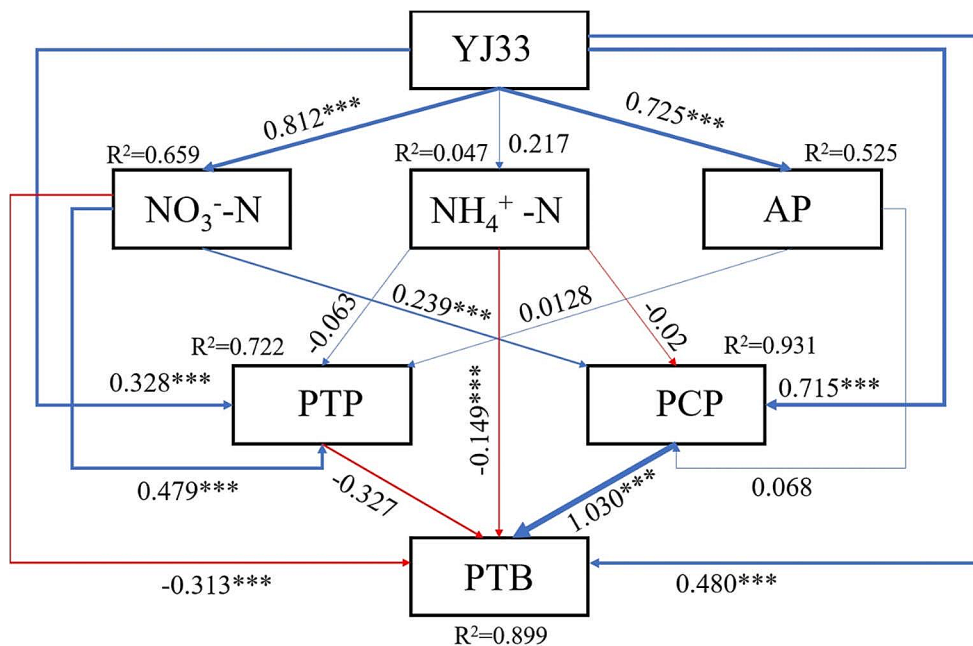 YJ33
0.812***
0.725***
0.217
R²=0.659
R²=0.047
R²=0.525
NO₃⁻-N
NH₄⁺ -N
AP
-0.063
0.239***
0.0128
-0.02
R²=0.722
R²=0.931
0.328***
PTP
-0.149***
PCP
0.715***
0.479***
-0.327
1.030***
0.068
-0.313***
PTB
0.480***
R²=0.899